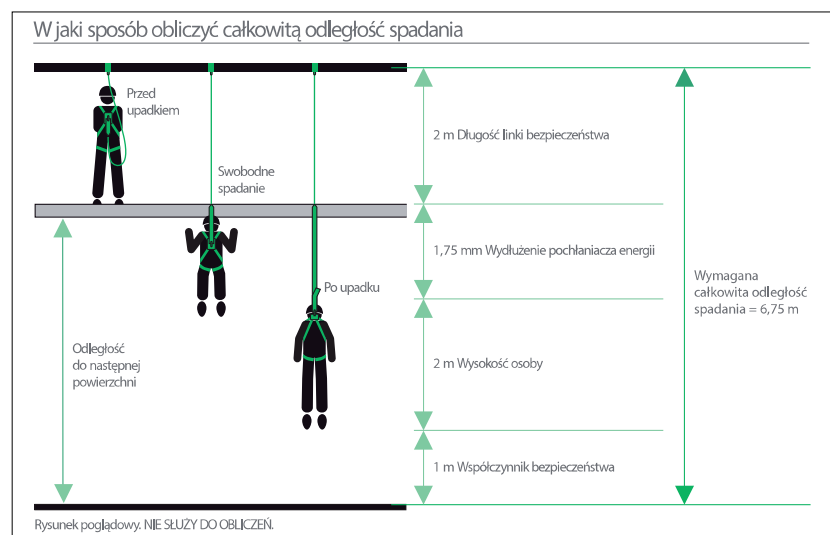 W jaki sposób obliczyć całkowitą odległość spadania
Przed
upadkiem
2 m Długość linki bezpieczeństwa
Swobodne
spadanie
1,75 mm Wydłużenie pochłaniacza energii
Po upadku
Wymagana
całkowita odległość
spadania = 6,75 m
Odległość
do następnej
powierzchni
2 m Wysokość osoby
1 m Współczynnik bezpieczeństwa
Rysunek poglądowy. NIE SŁUŻY DO OBLICZEŃ.